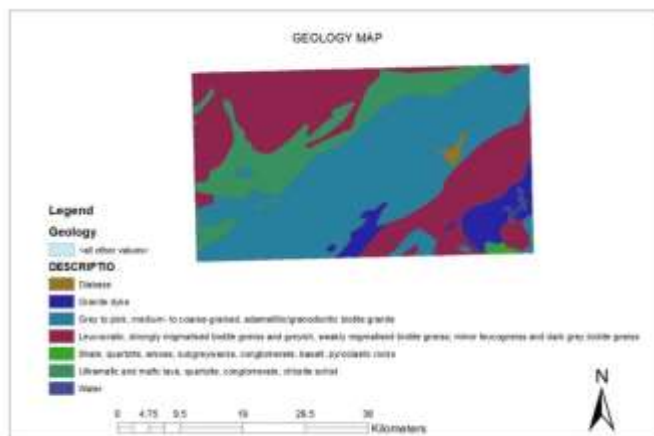 GEOLOGY MAP
Legend
Geology
<all other values>
DESCRIPTIO
Diabase
Granite dyke
Grey to pink, medium- to coarse-grained, adamellitic/granodioritic biotite granite
Leucocratic, strongly migmatised biotite gneiss and greyish, weakly migmatised biotite gneiss; minor leucogneiss and dark grey biotite gneiss
Shale, quartzite, arkose, subgreywacke, conglomerate, basalt, pyroclastic rocks
Ultramafic and mafic lava, quartzite, conglomerate, chlorite schist
Water
N
0 4.75 9.5 19 28.5 38
Kilometers